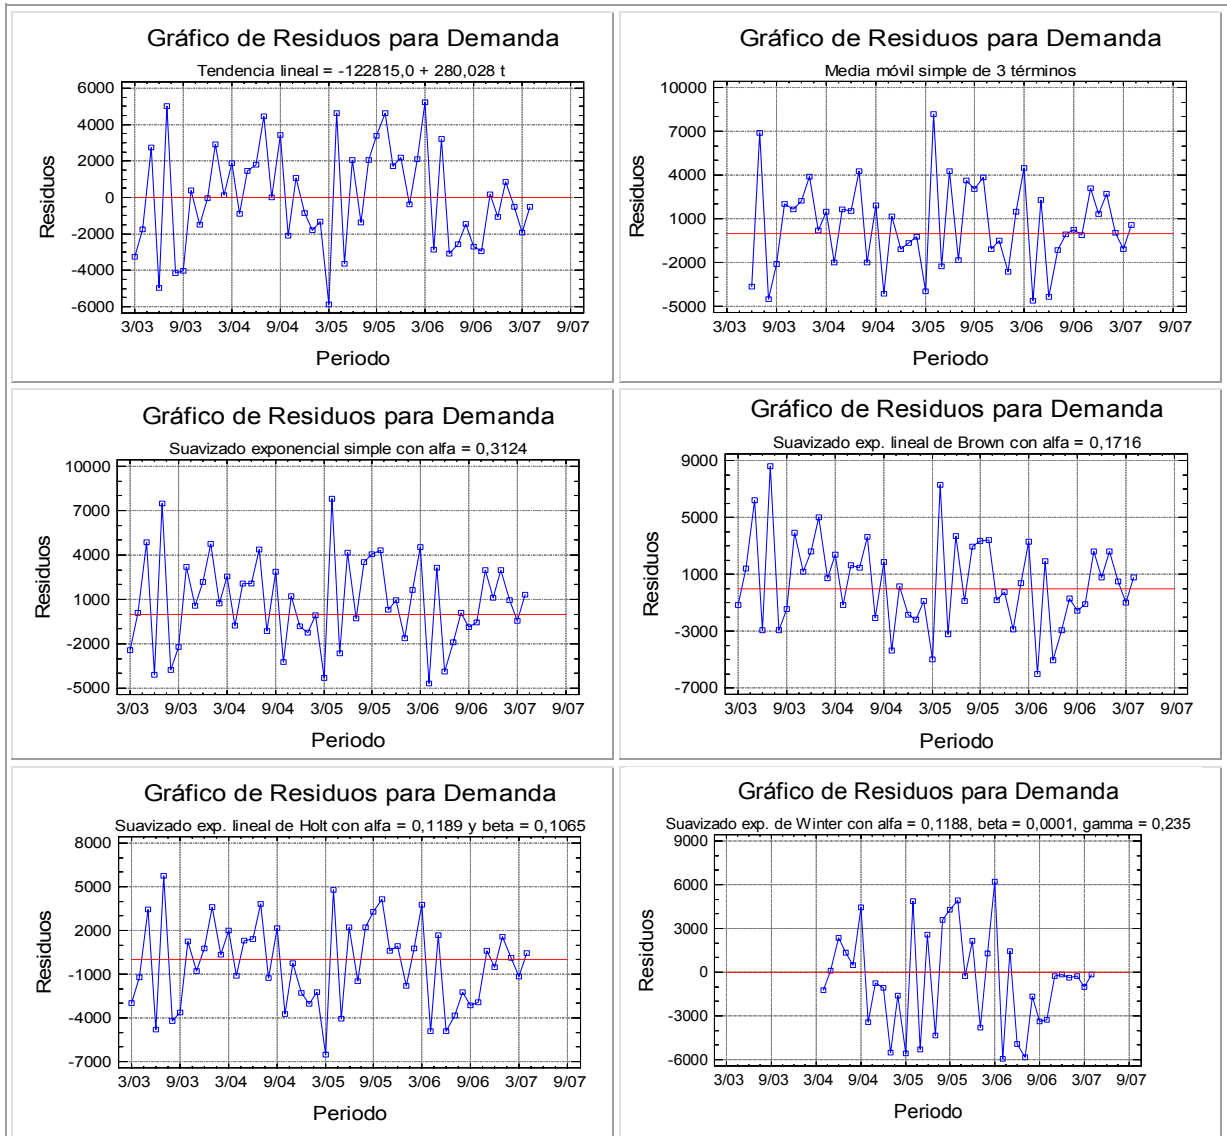 Gráfico de Residuos para Demanda
Tendencia lineal = -122815,0 + 280,028 t
Residuos
6000
4000
2000
0
-2000
-4000
-6000
3/03 9/03 3/04 9/04 3/05 9/05 3/06 9/06 3/07 9/07
Periodo
Gráfico de Residuos para Demanda
Media móvil simple de 3 términos
Residuos
10000
7000
4000
1000
-2000
-5000
3/03 9/03 3/04 9/04 3/05 9/05 3/06 9/06 3/07 9/07
Periodo
Gráfico de Residuos para Demanda
Suavizado exponencial simple con alfa = 0,3124
Residuos
10000
7000
4000
1000
-2000
-5000
3/03 9/03 3/04 9/04 3/05 9/05 3/06 9/06 3/07 9/07
Periodo
Gráfico de Residuos para Demanda
Suavizado exp. lineal de Brown con alfa = 0,1716
Residuos
9000
5000
1000
-3000
-7000
3/03 9/03 3/04 9/04 3/05 9/05 3/06 9/06 3/07 9/07
Periodo
Gráfico de Residuos para Demanda
Suavizado exp. lineal de Holt con alfa = 0,1189 y beta = 0,1065
Residuos
8000
5000
2000
-1000
-4000
-7000
3/03 9/03 3/04 9/04 3/05 9/05 3/06 9/06 3/07 9/07
Periodo
Gráfico de Residuos para Demanda
Suavizado exp. de Winter con alfa = 0,1188, beta = 0,0001, gamma = 0,235
Residuos
9000
6000
3000
0
-3000
-6000
3/03 9/03 3/04 9/04 3/05 9/05 3/06 9/06 3/07 9/07
Periodo